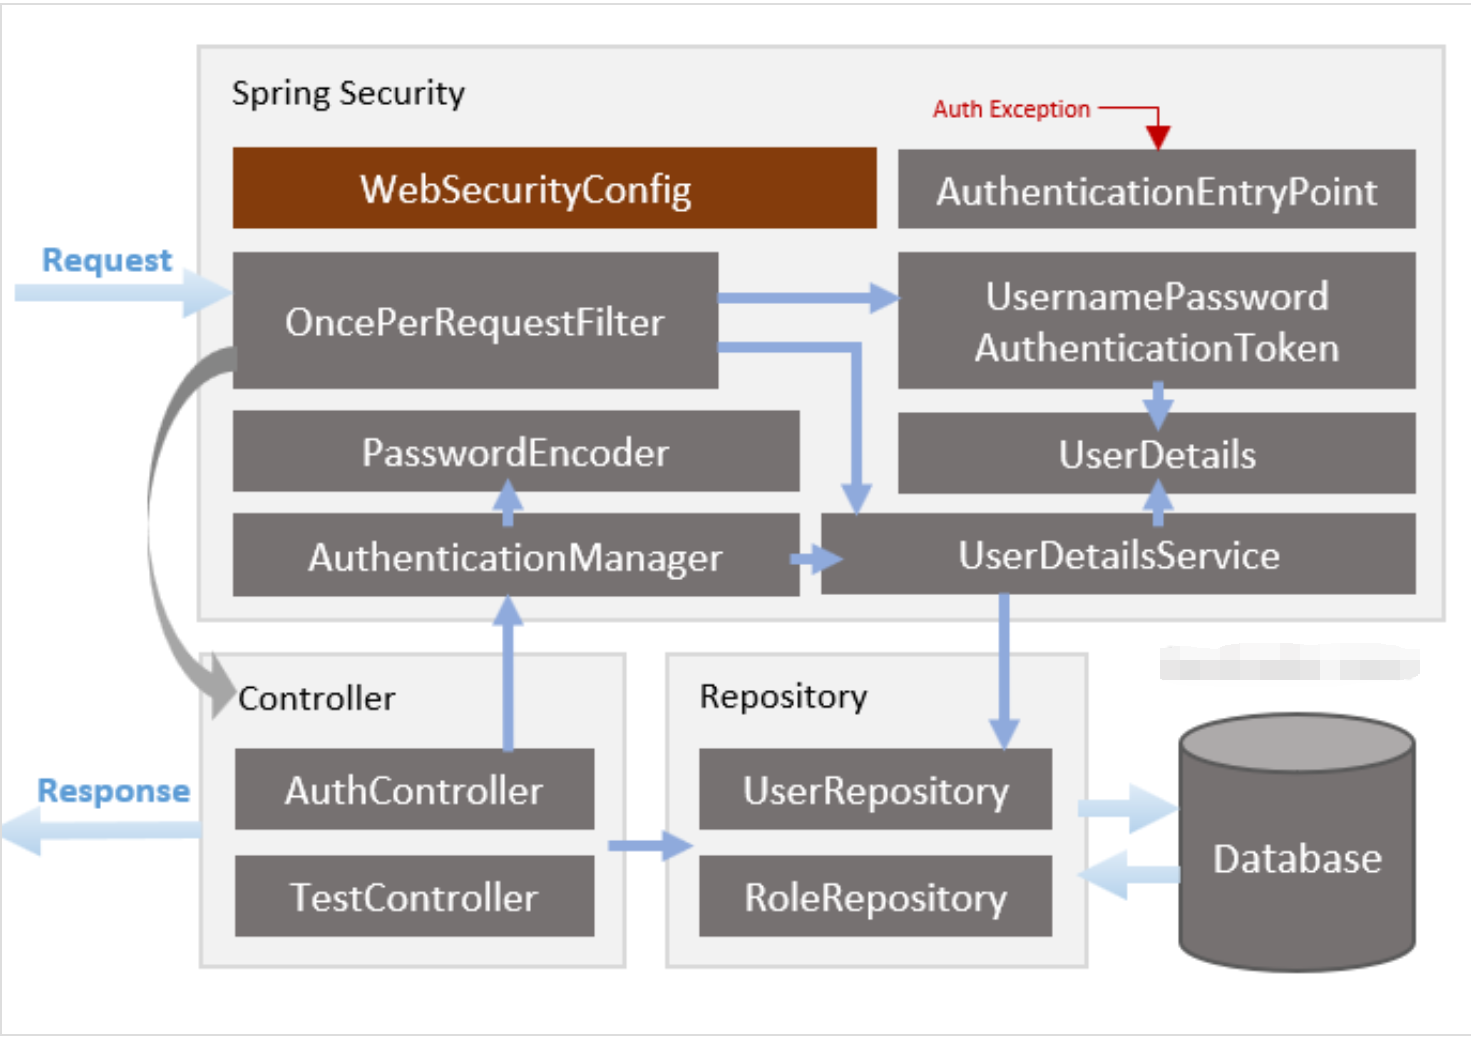 Spring Security
Auth Exception
WebSecurityConfig
AuthenticationEntryPoint
Request
OncePerRequestFilter
UsernamePassword
AuthenticationToken
PasswordEncoder
UserDetails
AuthenticationManager
UserDetailsService
Controller
Repository
AuthController
UserRepository
Response
Database
TestController
RoleRepository